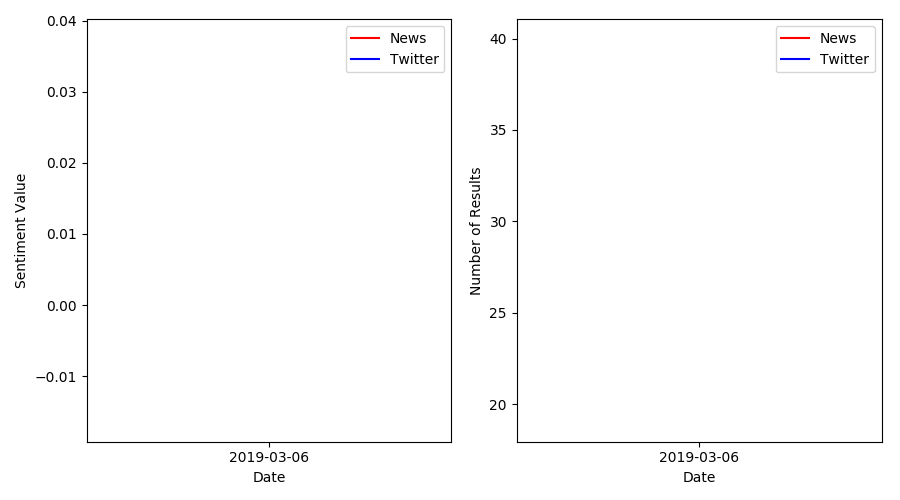 0.04
0.03
0.02
0.01
0.00
−0.01
Sentiment Value
2019-03-06
Date
News
Twitter
40
35
30
25
20
Number of Results
2019-03-06
Date
News
Twitter